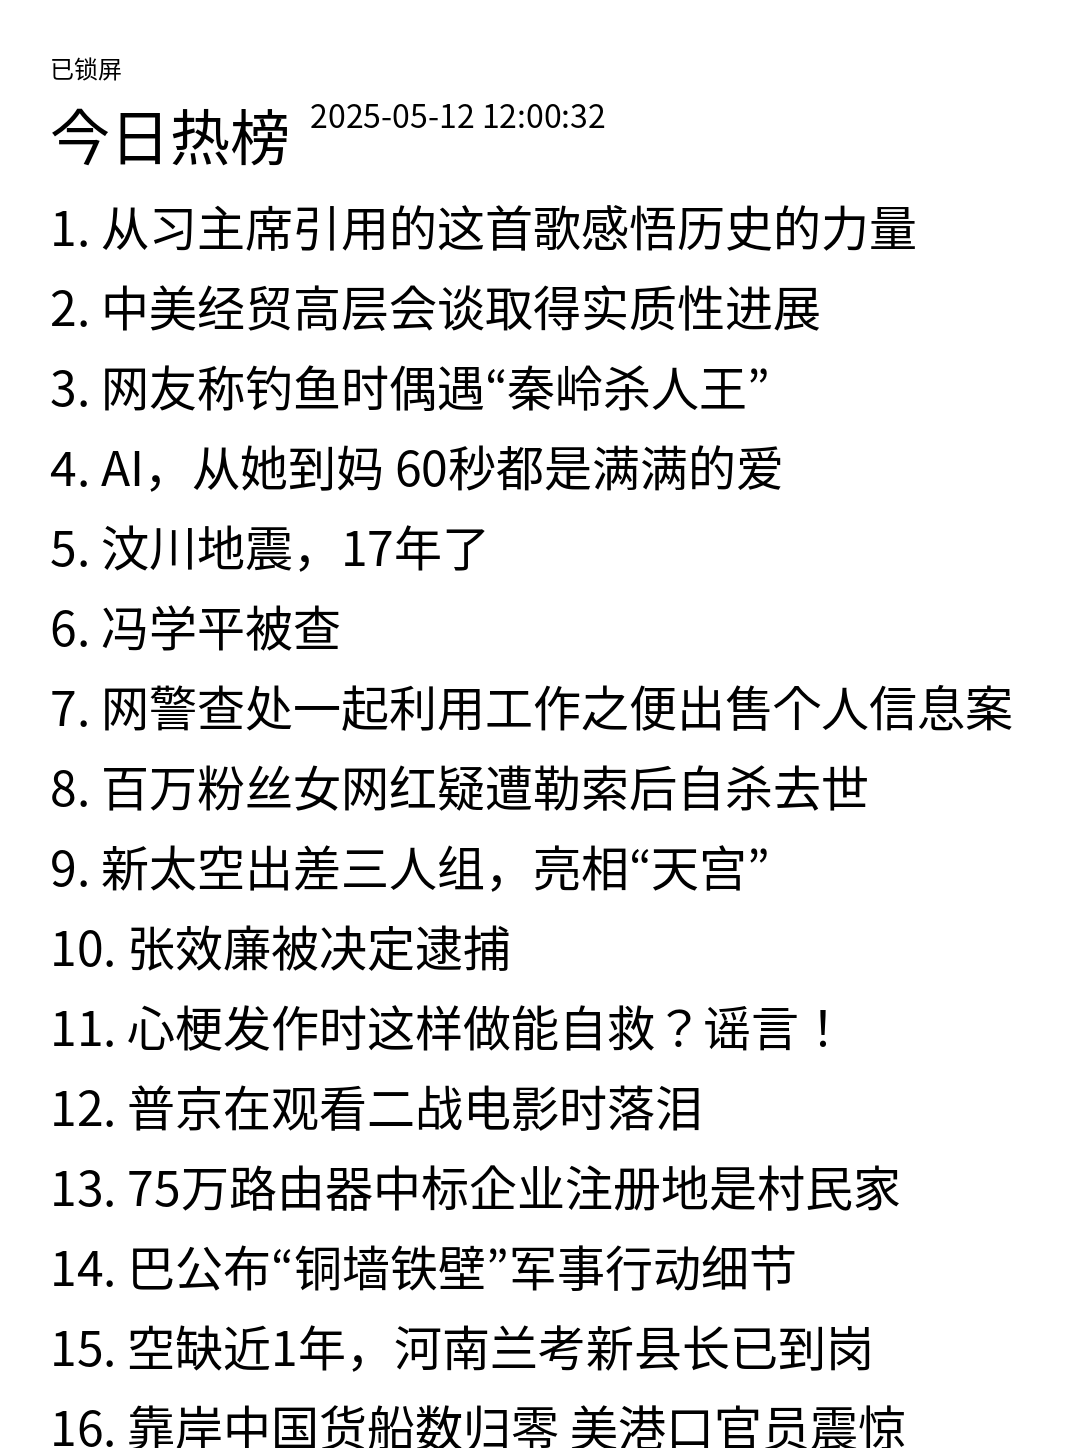 已锁屏
今日热榜 2025-05-12 12:00:32
1. 从习主席引用的这首歌感悟历史的力量
2. 中美经贸高层会谈取得实质性进展
3. 网友称钓鱼时偶遇“秦岭杀人王”
4. AI，从她到妈 60秒都是满满的爱
5. 汶川地震，17年了
6. 冯学平被查
7. 网警查处一起利用工作之便出售个人信息案
8. 百万粉丝女网红疑遭勒索后自杀去世
9. 新太空出差三人组，亮相“天宫”
10. 张效廉被决定逮捕
11. 心梗发作时这样做能自救？谣言！
12. 普京在观看二战电影时落泪
13. 75万路由器中标企业注册地是村民家
14. 巴公布“铜墙铁壁”军事行动细节
15. 空缺近1年，河南兰考新县长已到岗
16. 靠岸中国货船数归零 美港口官员震惊